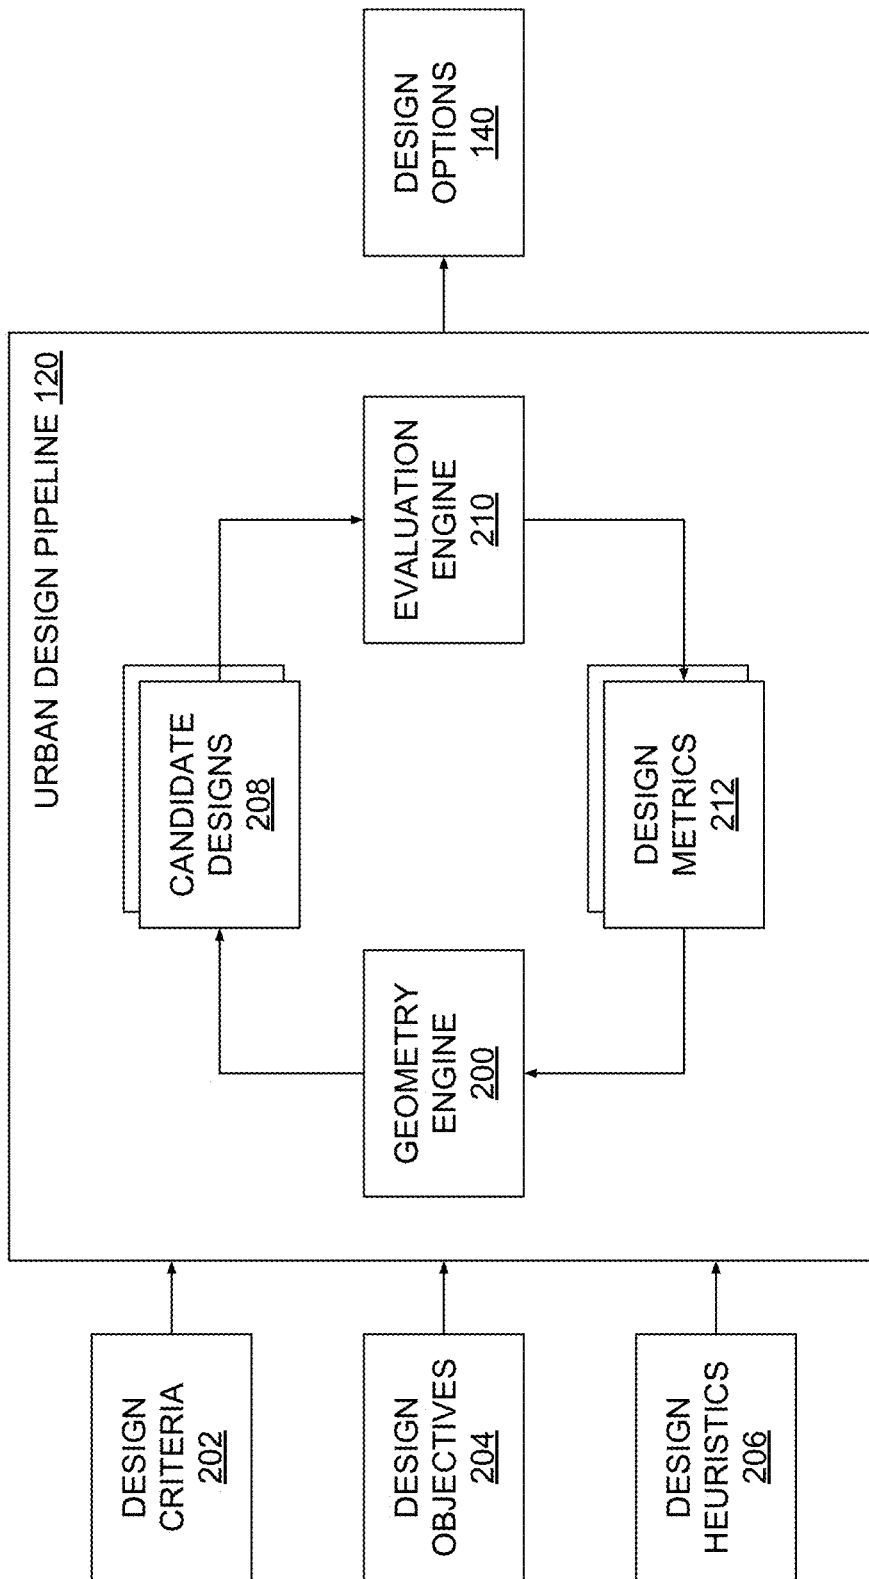 URBAN DESIGN PIPELINE 120
DESIGN
CRITERIA
202
DESIGN
OBJECTIVES
204
DESIGN
HEURISTICS
206
GEOMETRY
ENGINE
200
CANDIDATE
DESIGNS
208
EVALUATION
ENGINE
210
DESIGN
METRICS
212
DESIGN
OPTIONS
140